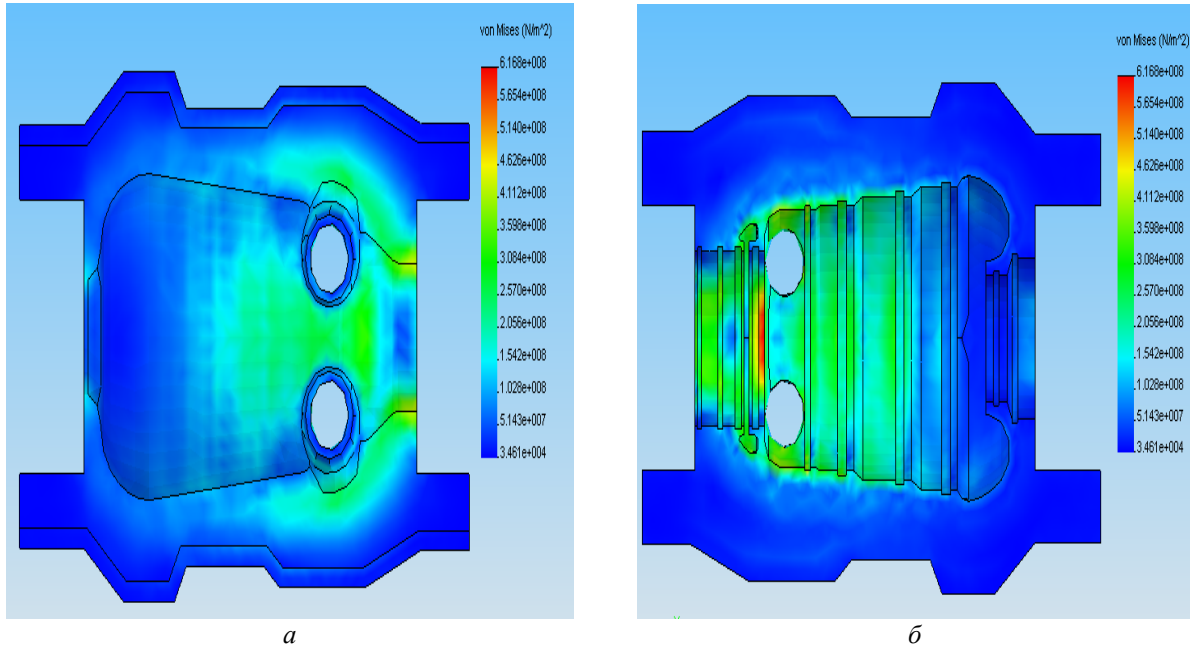 von Mises (N/m^2)
6.168e+008
5.654e+008
5.140e+008
4.626e+008
4.112e+008
3.598e+008
3.084e+008
2.570e+008
2.056e+008
1.542e+008
1.028e+008
5.143e+007
3.461e+004
а
von Mises (N/m^2)
6.168e+008
5.654e+008
5.140e+008
4.626e+008
4.112e+008
3.598e+008
3.084e+008
2.570e+008
2.056e+008
1.542e+008
1.028e+008
5.143e+007
3.461e+004
б